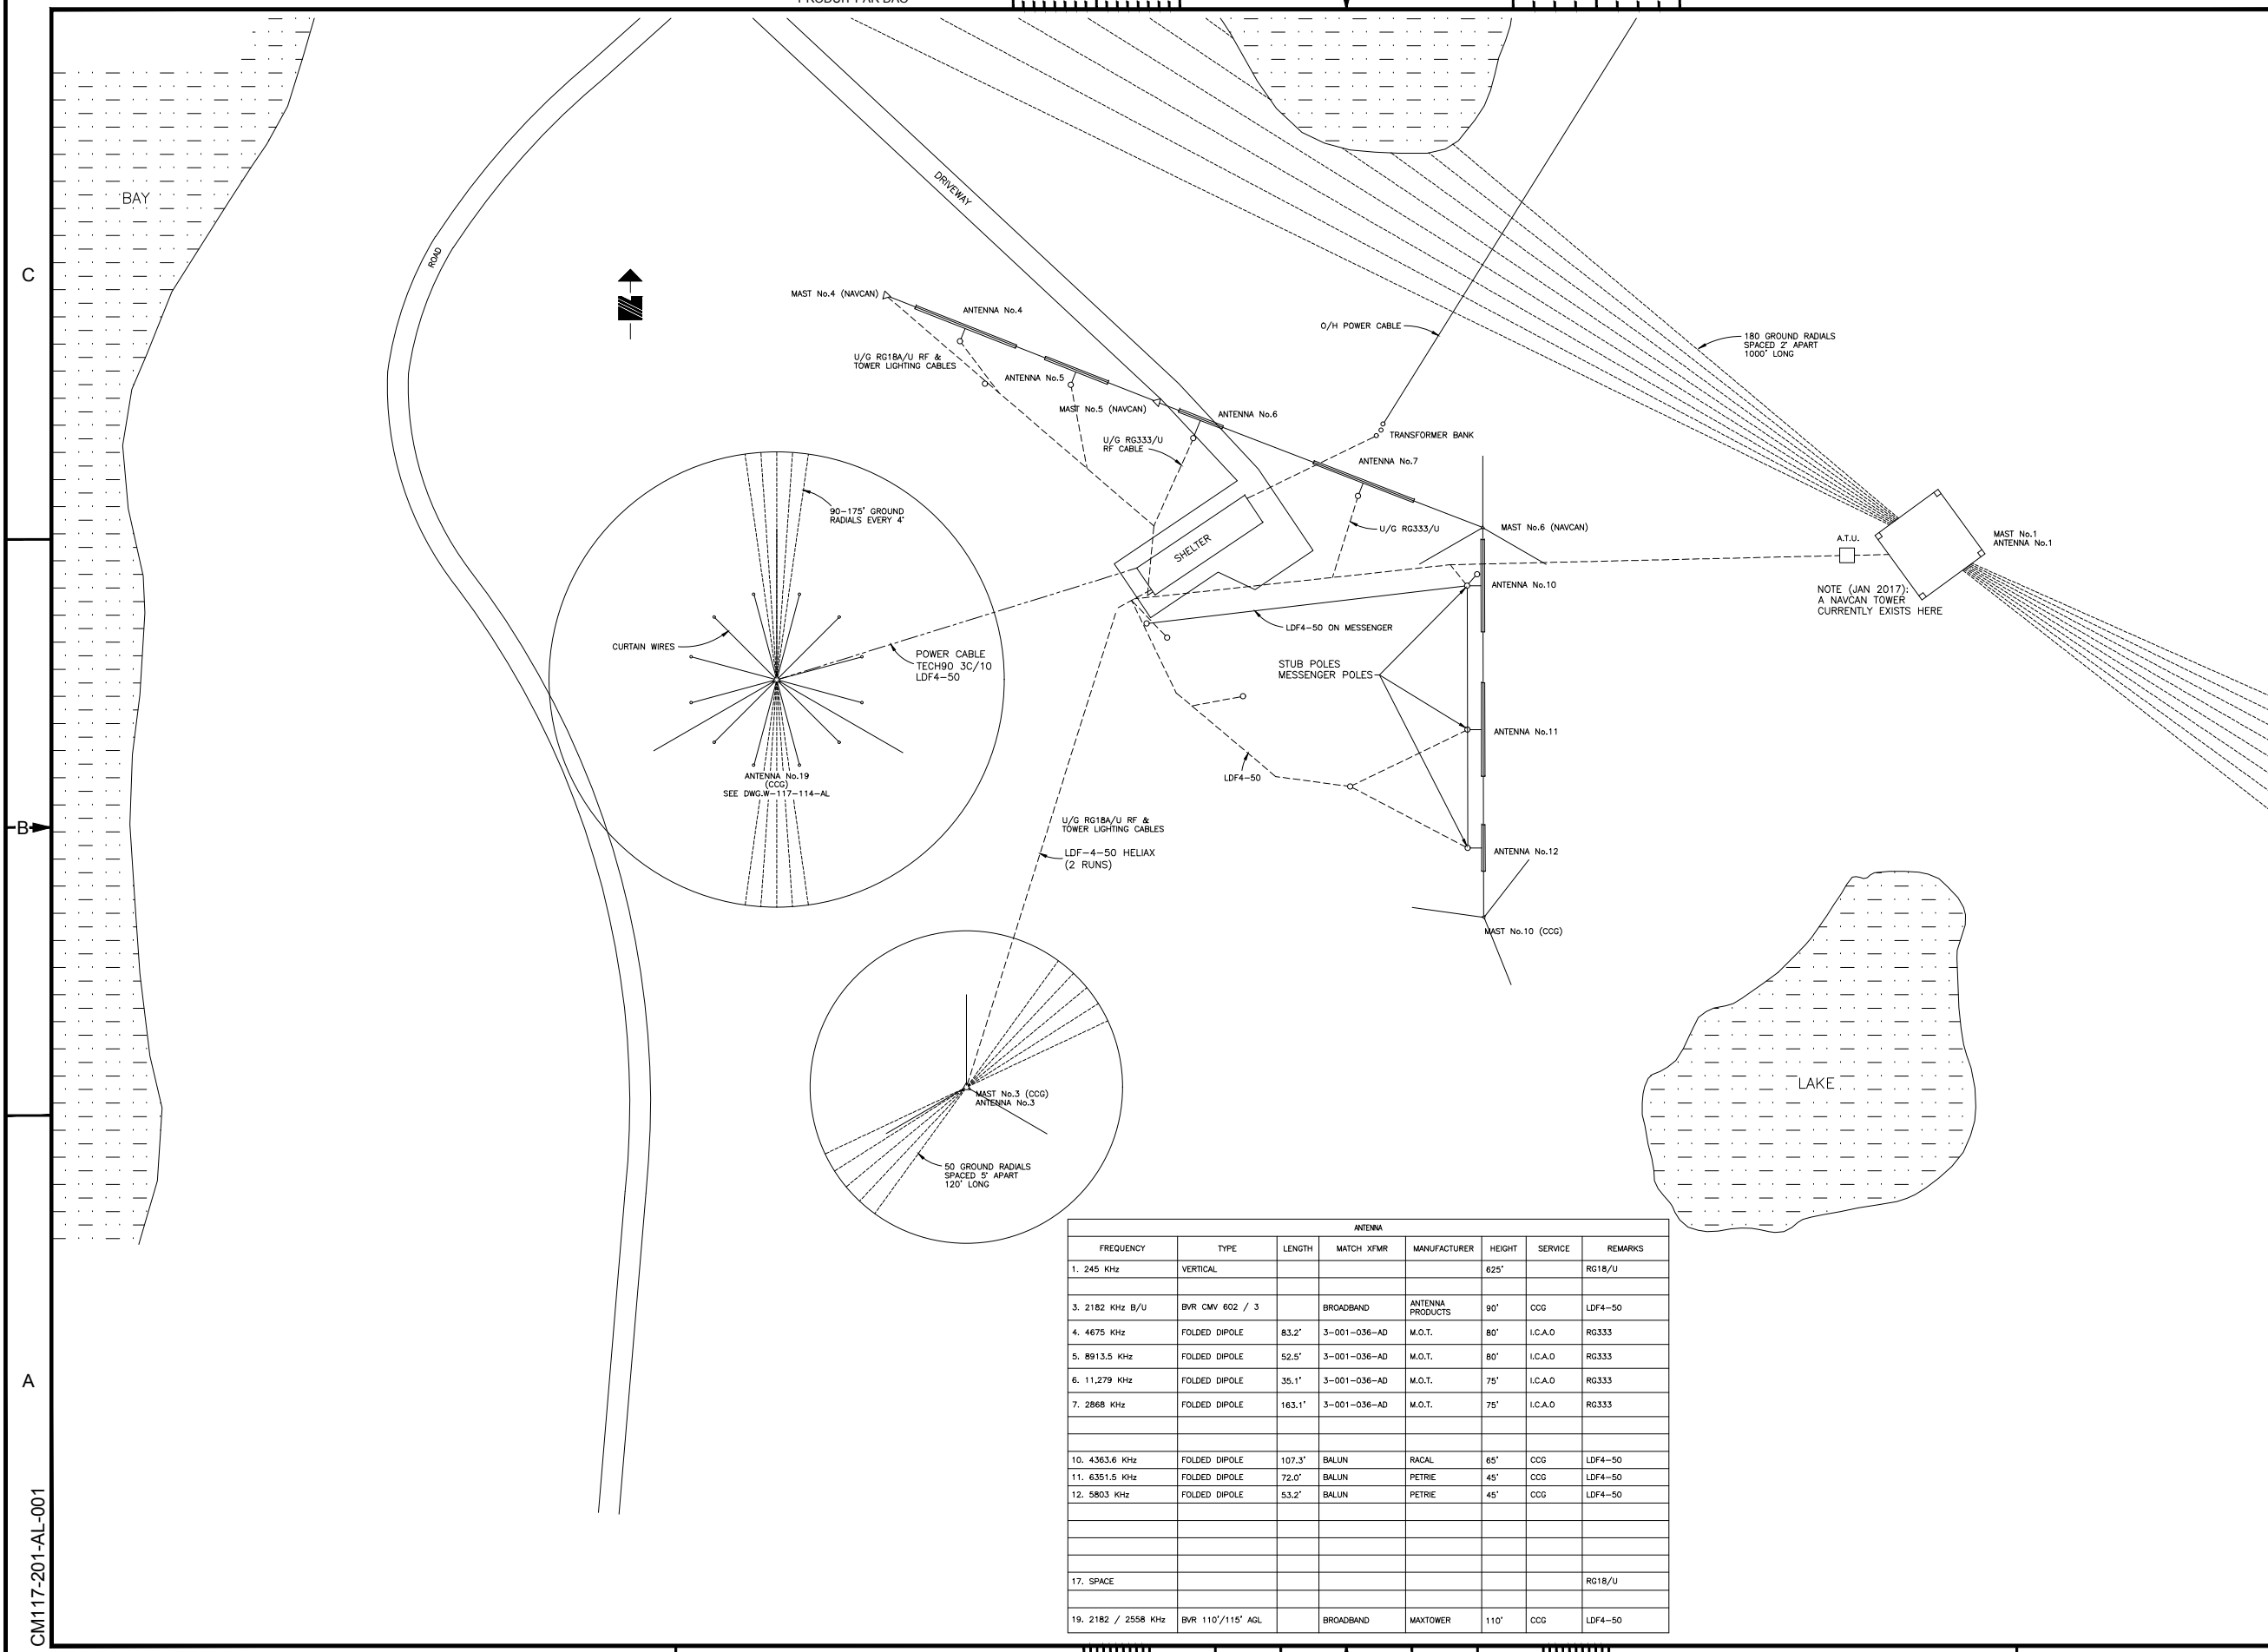 BAY
ROAD
DRIVEWAY
C
MAST No.4 (NAVCAN)
ANTENNA No.4
U/G RG18A/U RF &
TOWER LIGHTING CABLES
ANTENNA No.5
MAST No.5 (NAVCAN)
ANTENNA No.6
U/G RG333/U
RF CABLE
O/H POWER CABLE
TRANSFORMER BANK
ANTENNA No.7
180 GROUND RADIALS
SPACED 2' APART
1000' LONG
90-175' GROUND
RADIALS EVERY 4'
SHELTER
U/G RG333/U
MAST No.6 (NAVCAN)
A.T.U.
MAST No.1
ANTENNA No.1
NOTE (JAN 2017):
A NAVCAN TOWER
CURRENTLY EXISTS HERE
ANTENNA No.10
LDF4-50 ON MESSENGER
CURTAIN WIRES
POWER CABLE
TECH90 3C/10
LDF4-50
STUB POLES
MESSENGER POLES
ANTENNA No.11
LDF4-50
ANTENNA No.19
(CCG)
SEE DWG.W-117-114-AL
B
U/G RG18A/U RF &
TOWER LIGHTING CABLES
LDF-4-50 HELIAX
(2 RUNS)
ANTENNA No.12
MAST No.10 (CCG)
LAKE
MAST No.3 (CCG)
ANTENNA No.3
50 GROUND RADIALS
SPACED 5' APART
120' LONG
ANTENNA
FREQUENCY TYPE LENGTH MATCH XFMR MANUFACTURER HEIGHT SERVICE REMARKS
1. 245 KHz VERTICAL 625' RG18/U
3. 2182 KHz B/U BVR CMV 602 / 3 BROADBAND ANTENNA PRODUCTS 90' CCG LDF4-50
4. 4675 KHz FOLDED DIPOLE 83.2' 3-001-036-AD M.O.T. 80' I.C.A.O RG333
5. 8913.5 KHz FOLDED DIPOLE 52.5' 3-001-036-AD M.O.T. 80' I.C.A.O RG333
6. 11,279 KHz FOLDED DIPOLE 35.1' 3-001-036-AD M.O.T. 75' I.C.A.O RG333
7. 2868 KHz FOLDED DIPOLE 163.1' 3-001-036-AD M.O.T. 75' I.C.A.O RG333
10. 4363.6 KHz FOLDED DIPOLE 107.3' BALUN RACAL 65' CCG LDF4-50
11. 6351.5 KHz FOLDED DIPOLE 72.0' BALUN PETRIE 45' CCG LDF4-50
12. 5803 KHz FOLDED DIPOLE 53.2' BALUN PETRIE 45' CCG LDF4-50
17. SPACE RG18/U
19. 2182 / 2558 KHz BVR 110'/115' AGL BROADBAND MAXTOWER 110' CCG LDF4-50
A
CM117-201-AL-001